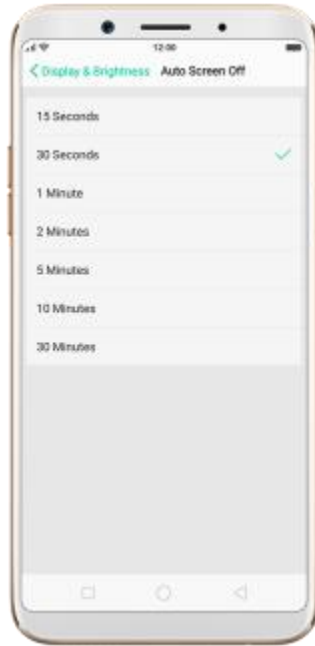 12:00
Display & Brightness Auto Screen Off
15 Seconds
30 Seconds
1 Minute
2 Minutes
5 Minutes
10 Minutes
30 Minutes